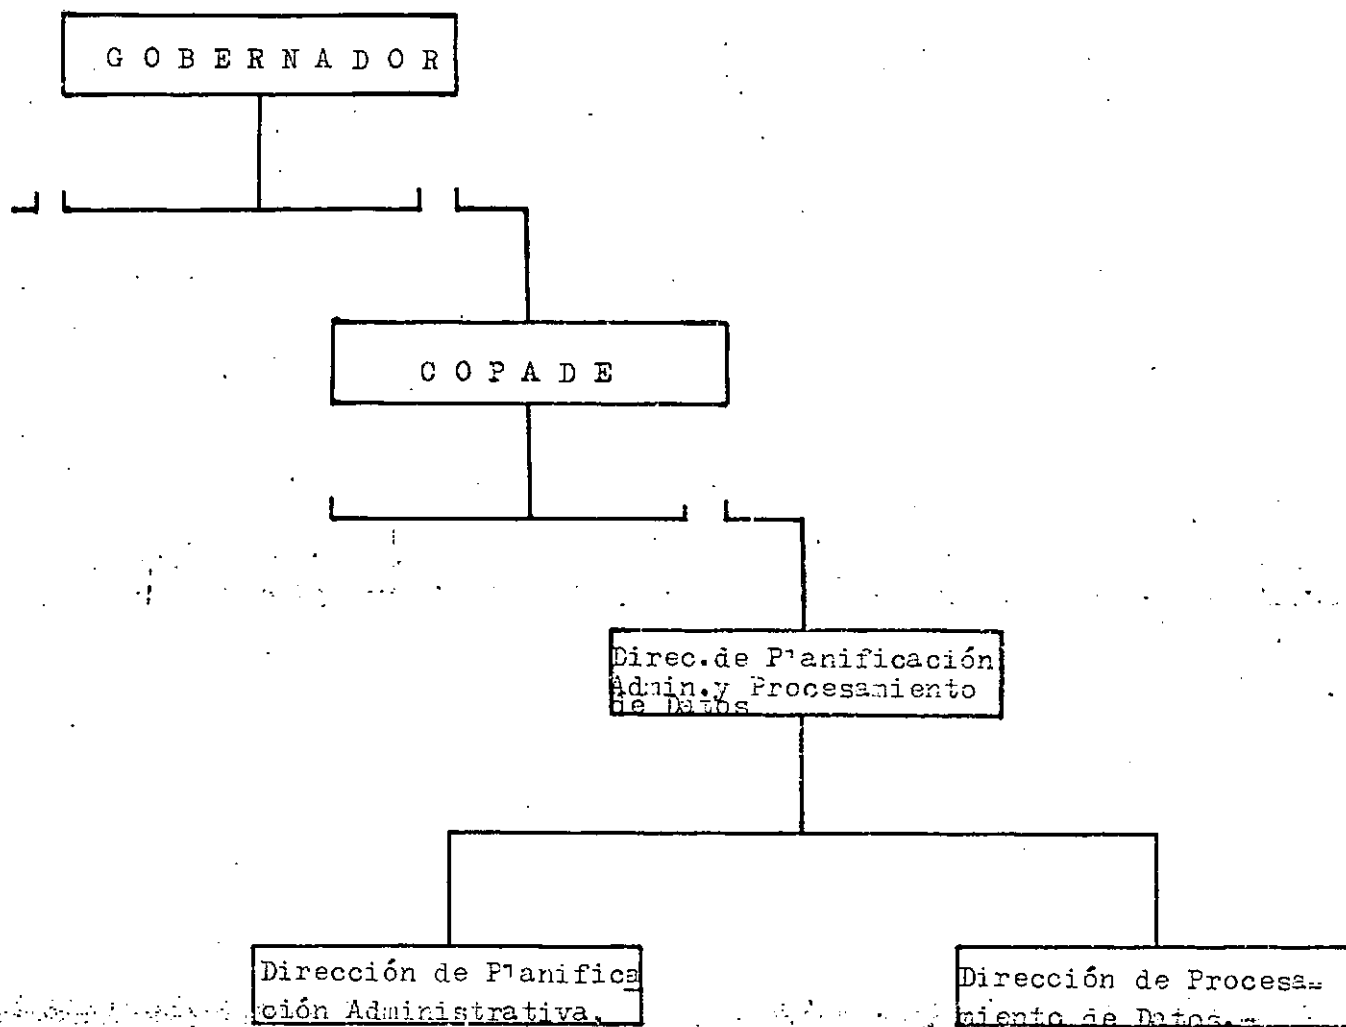 G O B E R N A D O R
C O P A D E
Direc.de Planificación
Admin.y Procesamiento
de Datos
Dirección de Planifica
ción Administrativa.
Dirección de Procesa-
miento de Datos.-